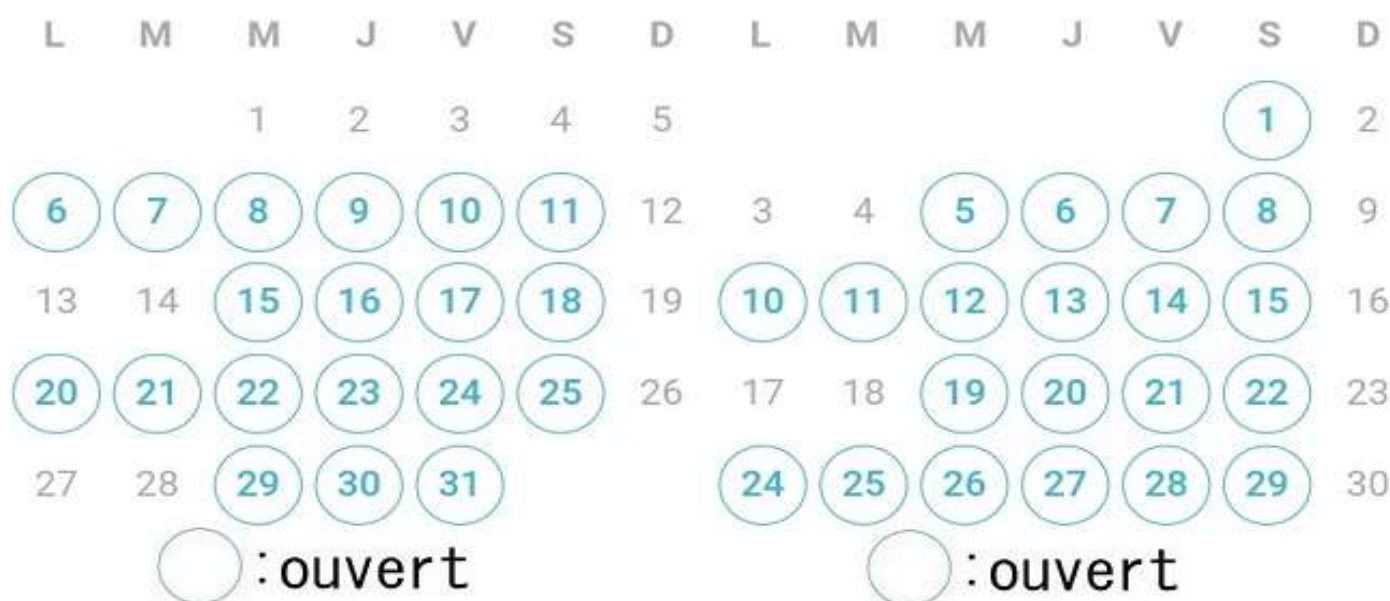 L M M J V S D
1 2 3 4 5
6 7 8 9 10 11 12
13 14 15 16 17 18 19
20 21 22 23 24 25 26
27 28 29 30 31
:ouvert
L M M J V S D
1 2
3 4 5 6 7 8 9
10 11 12 13 14 15 16
17 18 19 20 21 22 23
24 25 26 27 28 29 30
:ouvert